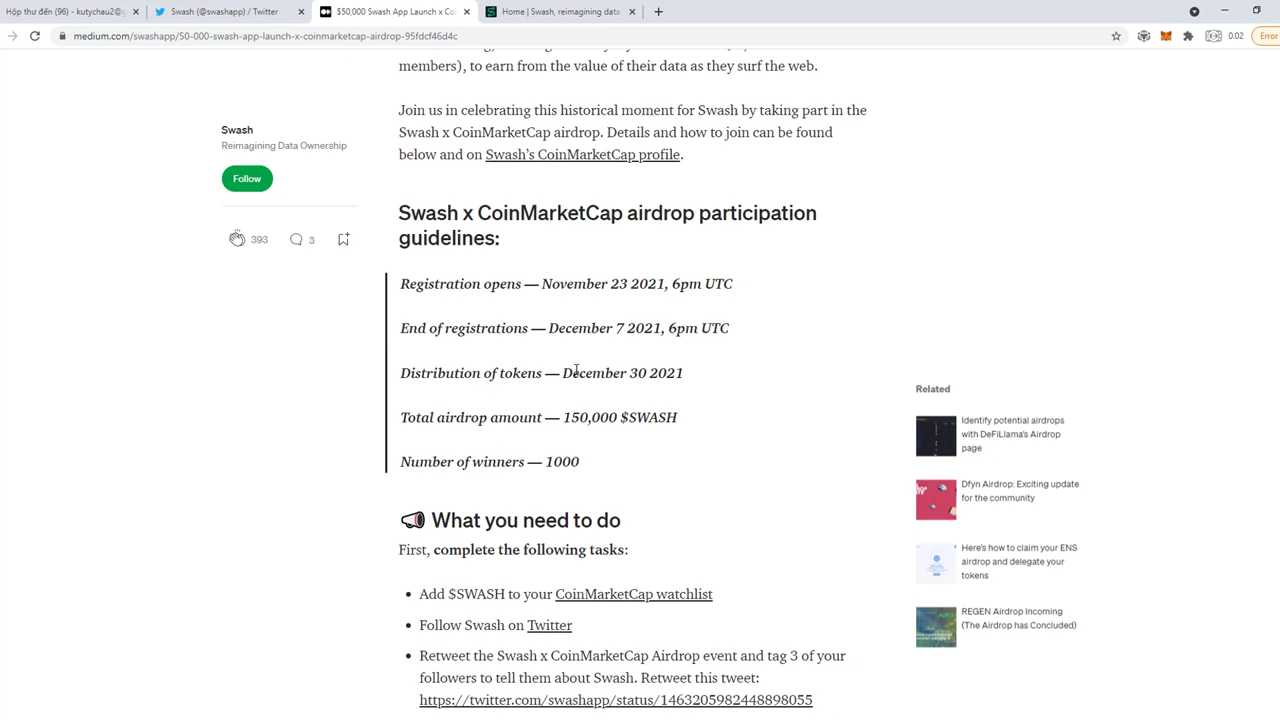 Hộp thư đến (96) - kutychau2@g
Swash (@swashapp) / Twitter
$50,000 Swash App Launch x Co
Home | Swash, reimagining data
medium.com/swashapp/50-000-swash-app-launch-x-coinmarketcap-airdrop-95fdcf46d4c
0.02
Error
members), to earn from the value of their data as they surf the web.
Join us in celebrating this historical moment for Swash by taking part in the
Swash x CoinMarketCap airdrop. Details and how to join can be found
below and on Swash’s CoinMarketCap profile.
Swash
Reimagining Data Ownership
Follow
393
3
Swash x CoinMarketCap airdrop participation
guidelines:
Registration opens — November 23 2021, 6pm UTC
End of registrations — December 7 2021, 6pm UTC
Distribution of tokens — December 30 2021
Total airdrop amount — 150,000 $SWASH
Number of winners — 1000
What you need to do
First, complete the following tasks:
• Add $SWASH to your CoinMarketCap watchlist
• Follow Swash on Twitter
• Retweet the Swash x CoinMarketCap Airdrop event and tag 3 of your
followers to tell them about Swash. Retweet this tweet:
https://twitter.com/swashapp/status/1463205982448898055
Related
Identify potential airdrops
with DeFiLlama's Airdrop
page
Dfyn Airdrop: Exciting update
for the community
Here's how to claim your ENS
airdrop and delegate your
tokens
REGEN Airdrop Incoming
(The Airdrop has Concluded)